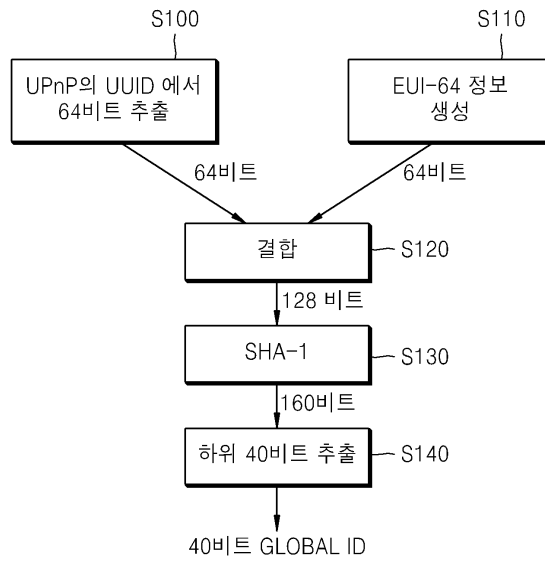 S100
S110
UPnP의 UUID 에서
64비트 추출
EUI-64 정보
생성
64비트
64비트
결합
S120
128 비트
SHA-1
S130
160비트
하위 40비트 추출
S140
40비트 GLOBAL ID